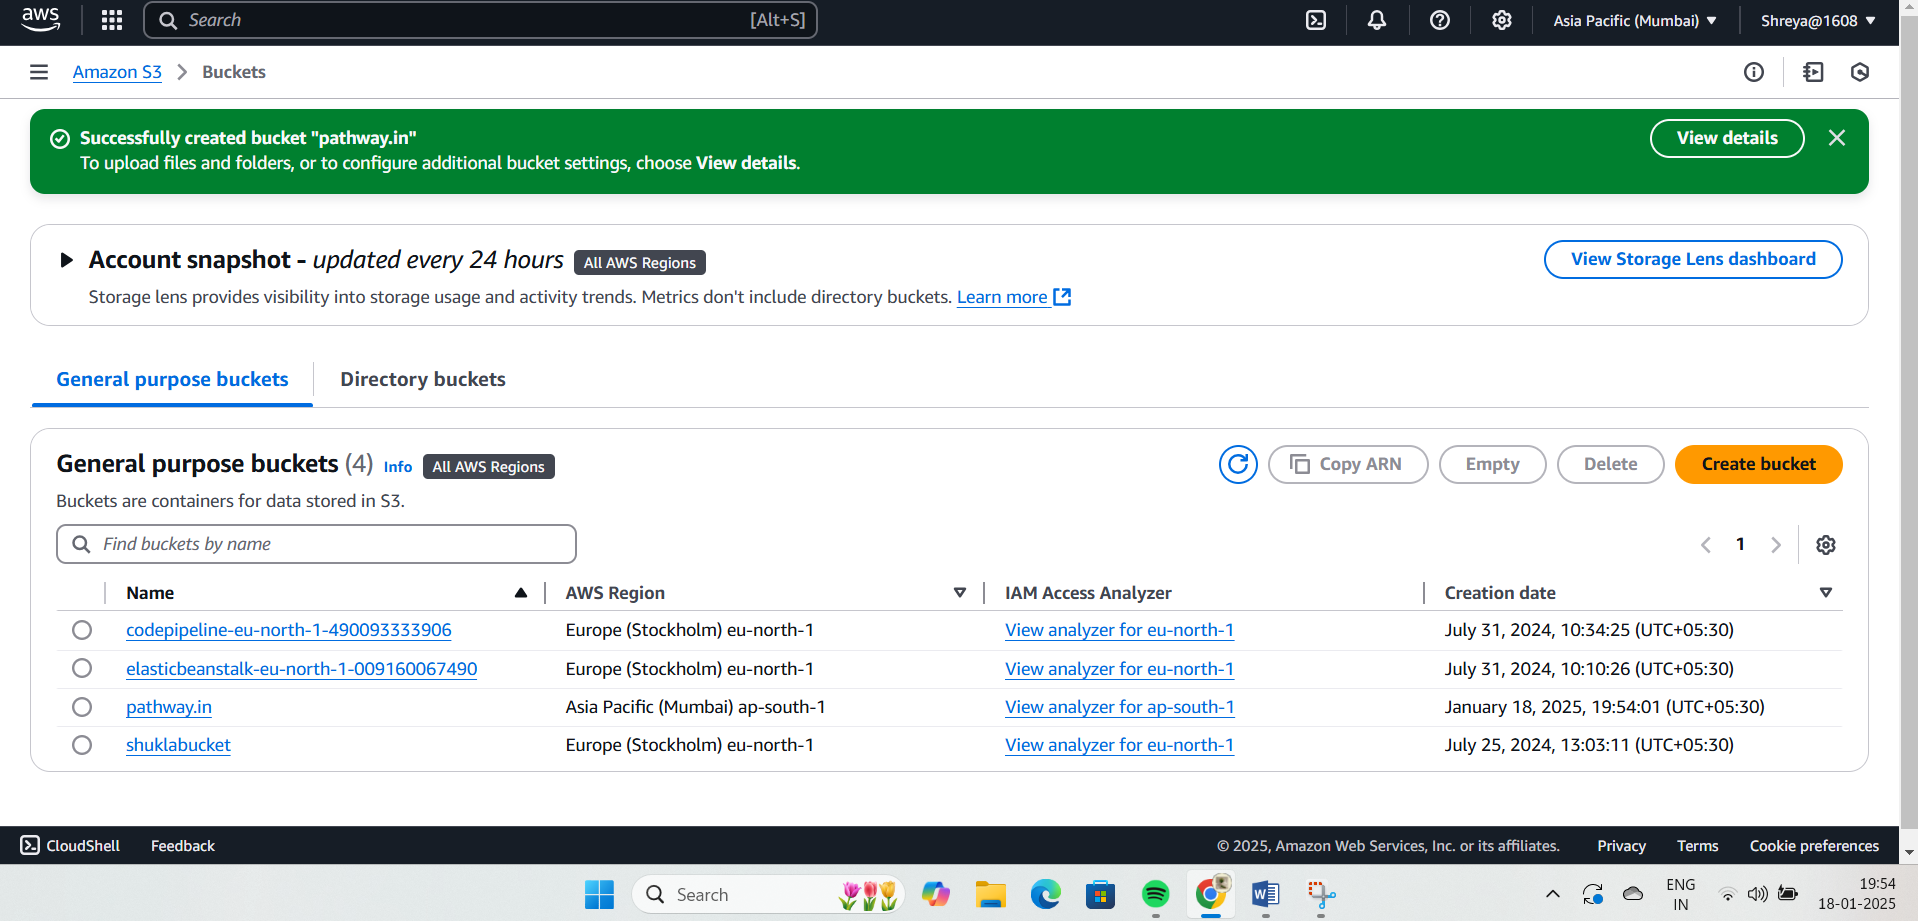 aws
Search [Alt+S]
Asia Pacific (Mumbai) ▼
Shreya@1608 ▼
Amazon S3 > Buckets
Successfully created bucket "pathway.in"
To upload files and folders, or to configure additional bucket settings, choose View details.
View details
Account snapshot - updated every 24 hours All AWS Regions
View Storage Lens dashboard
Storage lens provides visibility into storage usage and activity trends. Metrics don't include directory buckets. Learn more
General purpose buckets Directory buckets
General purpose buckets (4) Info All AWS Regions
Copy ARN Empty Delete Create bucket
Buckets are containers for data stored in S3.
Find buckets by name
1
Name AWS Region IAM Access Analyzer Creation date
codepipeline-eu-north-1-490093333906 Europe (Stockholm) eu-north-1 View analyzer for eu-north-1 July 31, 2024, 10:34:25 (UTC+05:30)
elasticbeanstalk-eu-north-1-009160067490 Europe (Stockholm) eu-north-1 View analyzer for eu-north-1 July 31, 2024, 10:10:26 (UTC+05:30)
pathway.in Asia Pacific (Mumbai) ap-south-1 View analyzer for ap-south-1 January 18, 2025, 19:54:01 (UTC+05:30)
shuklabucket Europe (Stockholm) eu-north-1 View analyzer for eu-north-1 July 25, 2024, 13:03:11 (UTC+05:30)
CloudShell Feedback © 2025, Amazon Web Services, Inc. or its affiliates. Privacy Terms Cookie preferences
Search
ENG
IN
19:54
18-01-2025